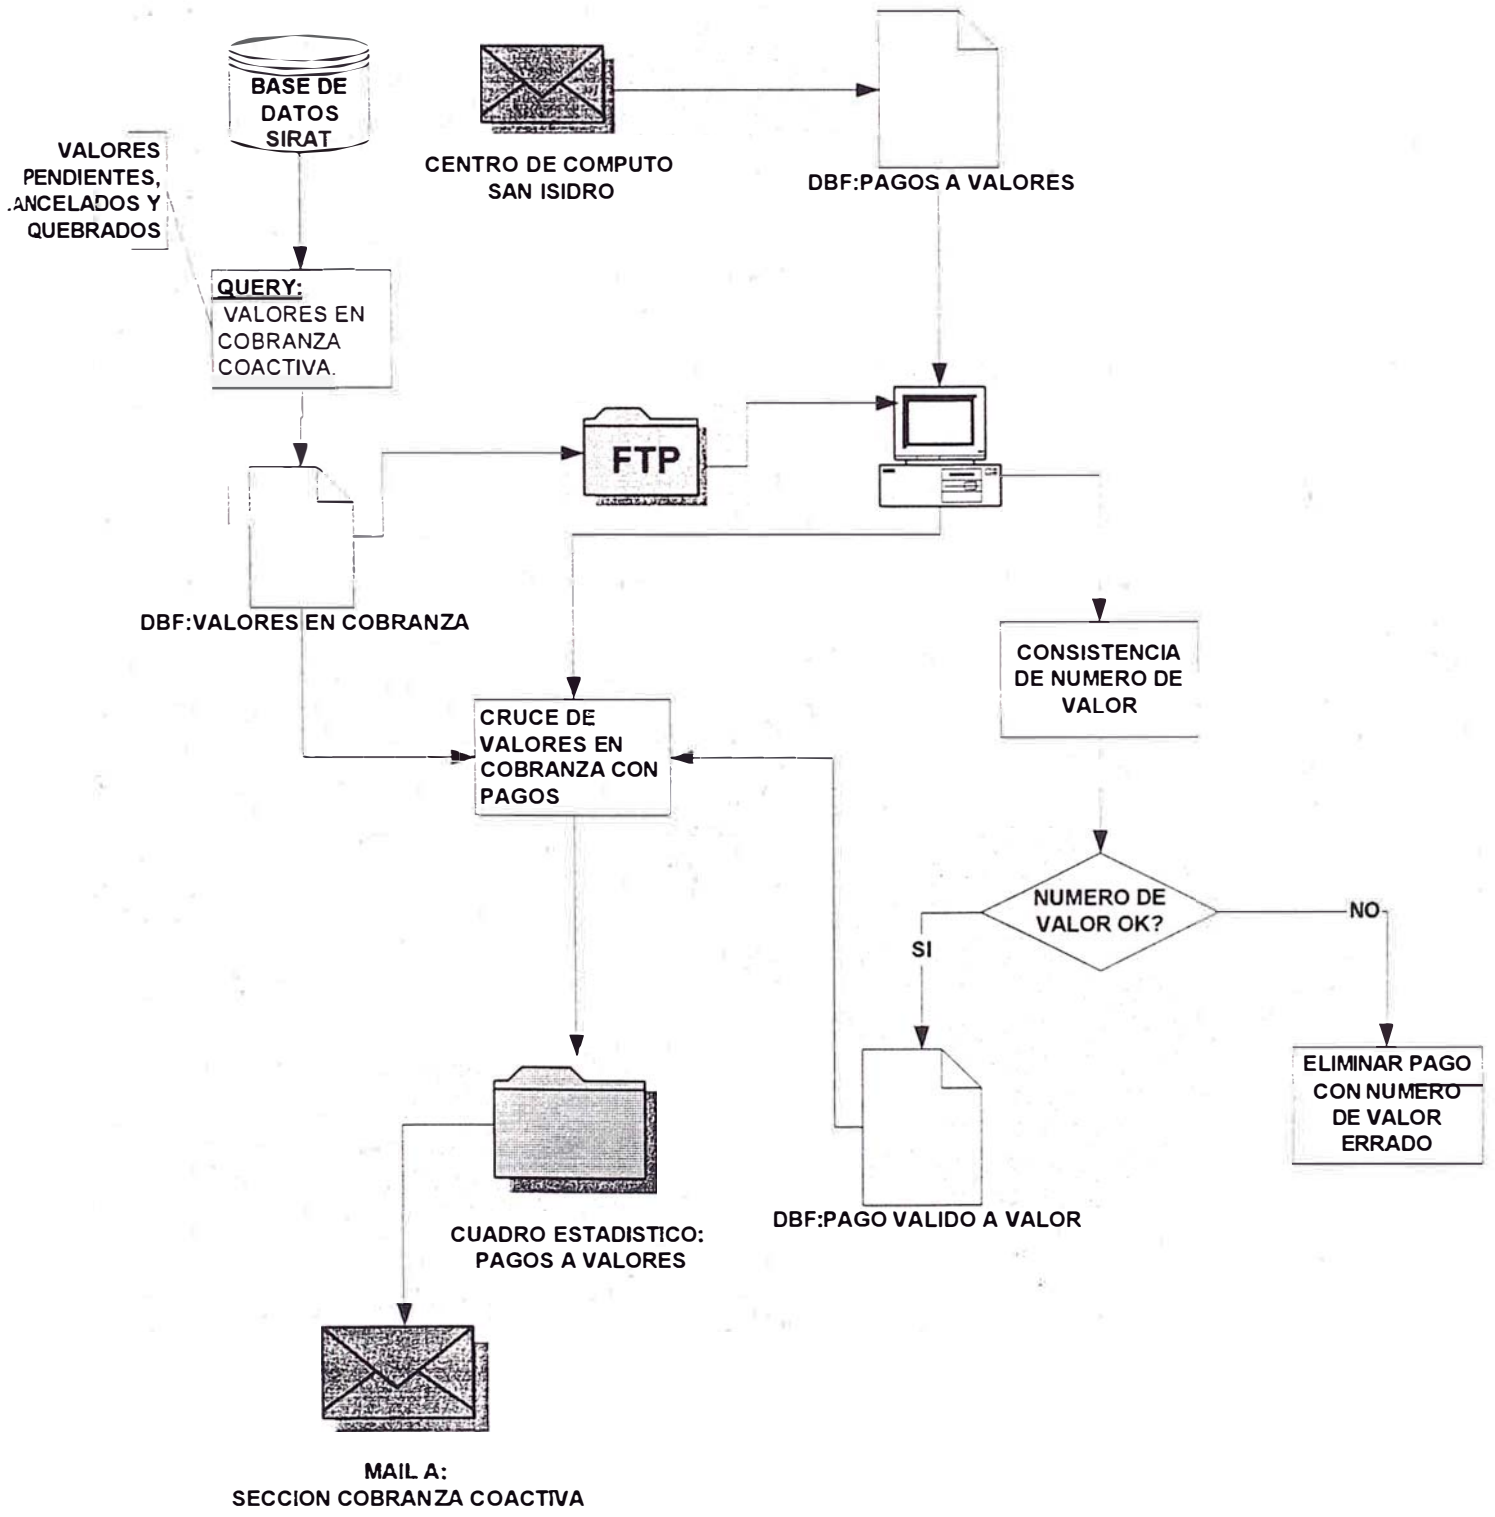 BASE DE
DATOS
SIRAT
VALORES
PENDIENTES,
.ANCELADOS Y
QUEBRADOS
CENTRO DE COMPUTO
SAN ISIDRO
DBF:PAGOS A VALORES
QUERY:
VALORES EN
COBRANZA
COACTIVA.
FTP
DBF:VALORES EN COBRANZA
CONSISTENCIA
DE NUMERO DE
VALOR
CRUCE DE
VALORES EN
COBRANZA CON
PAGOS
NUMERO DE
VALOR OK?
NO
SI
ELIMINAR PAGO
CON NUMERO
DE VALOR
ERRADO
DBF:PAGO VALIDO A VALOR
CUADRO ESTADISTICO:
PAGOS A VALORES
MAIL A:
SECCION COBRANZA COACTIVA